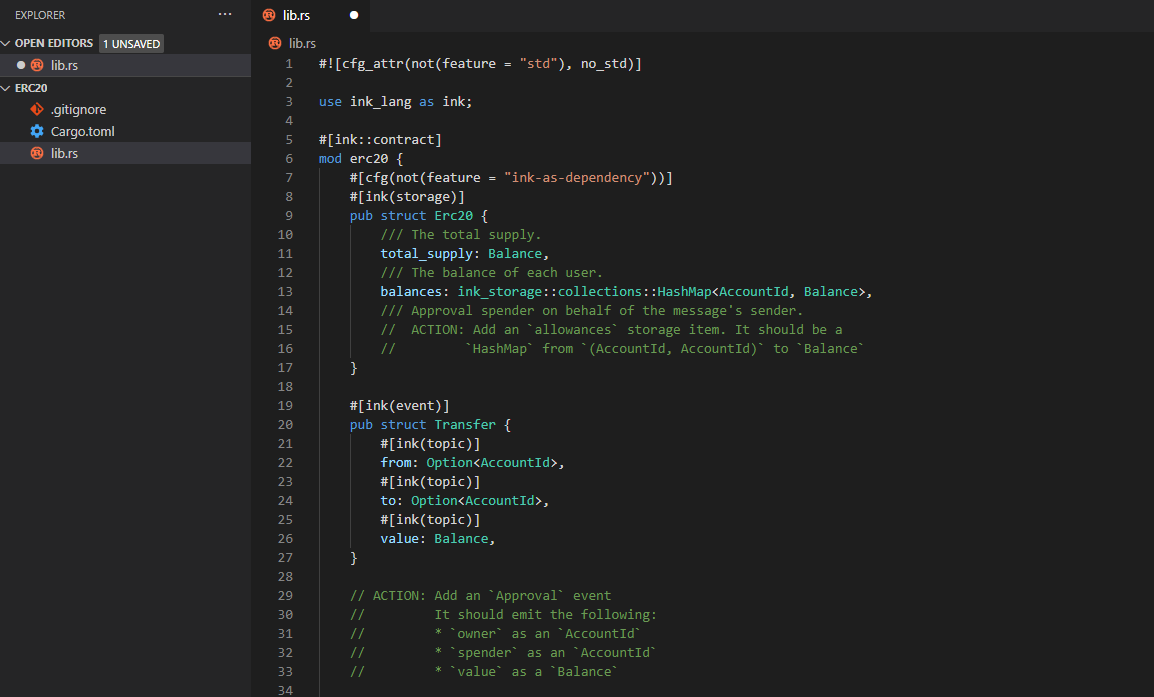 EXPLORER
···
OPEN EDITORS 1 UNSAVED
lib.rs
ERC20
.gitignore
Cargo.toml
lib.rs
lib.rs
lib.rs
1 #![cfg_attr(not(feature = "std"), no_std)]
2
3 use ink_lang as ink;
4
5 #[ink::contract]
6 mod erc20 {
7     #[cfg(not(feature = "ink-as-dependency"))]
8     #[ink(storage)]
9     pub struct Erc20 {
10         /// The total supply.
11         total_supply: Balance,
12         /// The balance of each user.
13         balances: ink_storage::collections::HashMap<AccountId, Balance>,
14         /// Approval spender on behalf of the message's sender.
15         //  ACTION: Add an `allowances` storage item. It should be a
16         //         `HashMap` from `(AccountId, AccountId)` to `Balance`
17     }
18
19     #[ink(event)]
20     pub struct Transfer {
21         #[ink(topic)]
22         from: Option<AccountId>,
23         #[ink(topic)]
24         to: Option<AccountId>,
25         #[ink(topic)]
26         value: Balance,
27     }
28
29     // ACTION: Add an `Approval` event
30     //         It should emit the following:
31     //         * `owner` as an `AccountId`
32     //         * `spender` as an `AccountId`
33     //         * `value` as a `Balance`
34